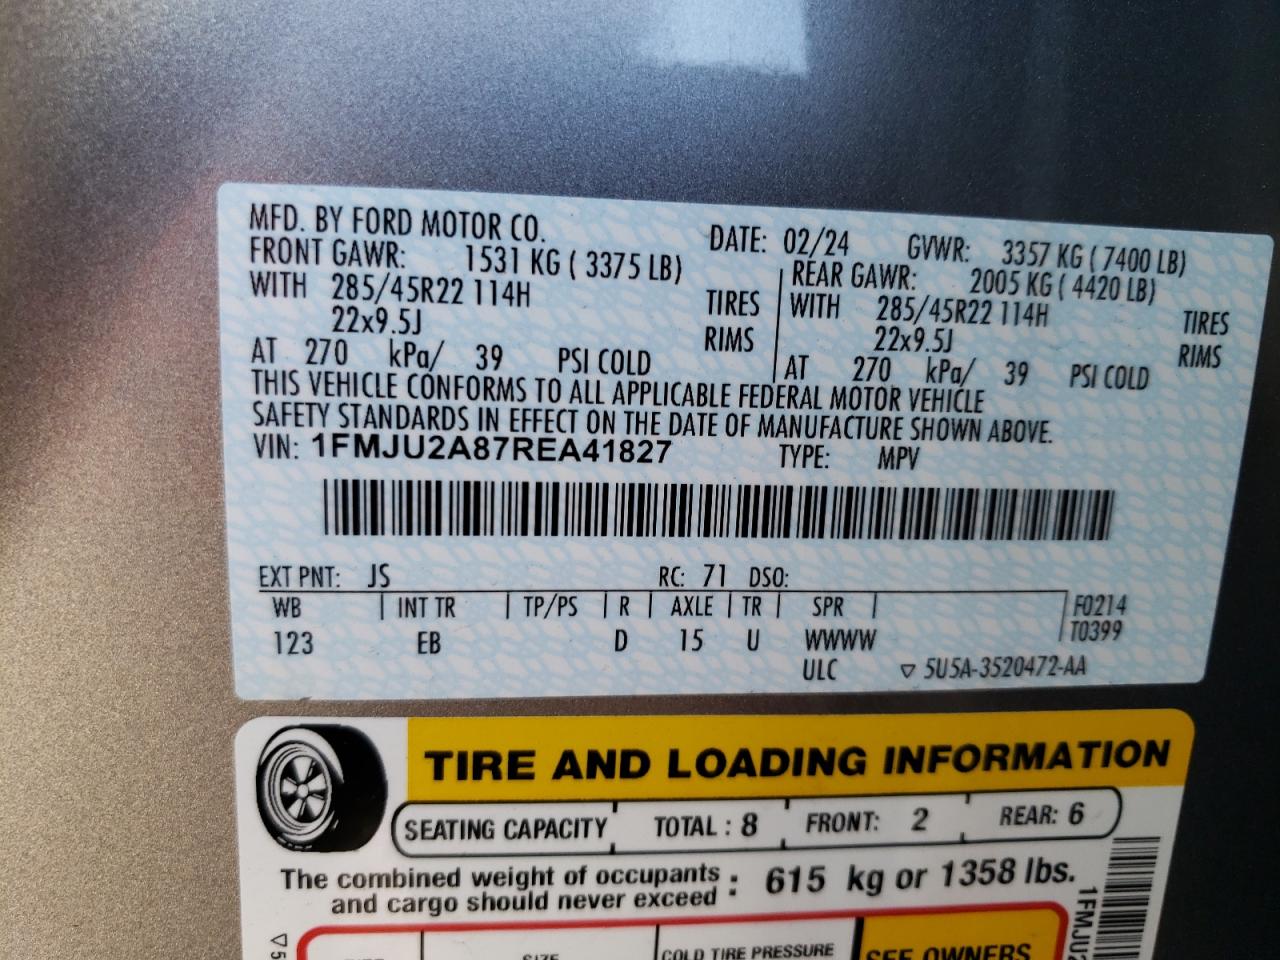 MFD. BY FORD MOTOR CO. DATE: 02/24 GVWR: 3357 KG ( 7400 LB)
FRONT GAWR: 1531 KG ( 3375 LB) REAR GAWR: 2005 KG ( 4420 LB)
WITH 285/45R22 114H TIRES WITH 285/45R22 114H TIRES
22x9.5J RIMS 22x9.5J RIMS
AT 270 kPa/ 39 PSI COLD AT 270 kPa/ 39 PSI COLD
THIS VEHICLE CONFORMS TO ALL APPLICABLE FEDERAL MOTOR VEHICLE
SAFETY STANDARDS IN EFFECT ON THE DATE OF MANUFACTURE SHOWN ABOVE.
VIN: 1FMJU2A87REA41827 TYPE: MPV
EXT PNT: JS RC: 71 DSO:
WB INT TR TP/PS R AXLE TR SPR F0214
123 EB D 15 U WWWW T0399
ULC ▽ 5U5A-3520472-AA
TIRE AND LOADING INFORMATION
SEATING CAPACITY TOTAL : 8 FRONT: 2 REAR: 6
The combined weight of occupants
and cargo should never exceed : 615 kg or 1358 lbs.
SIZE COLD TIRE PRESSURE SEE OWNERS
1FMJU2
▽5